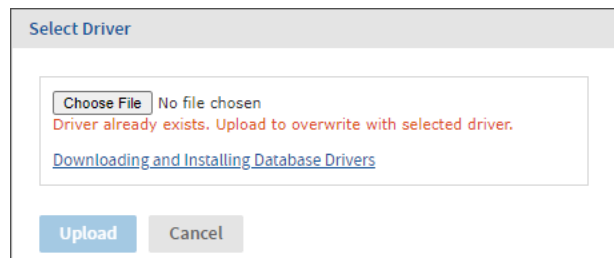 Select Driver
Choose File No file chosen
Driver already exists. Upload to overwrite with selected driver.
Downloading and Installing Database Drivers
Upload Cancel